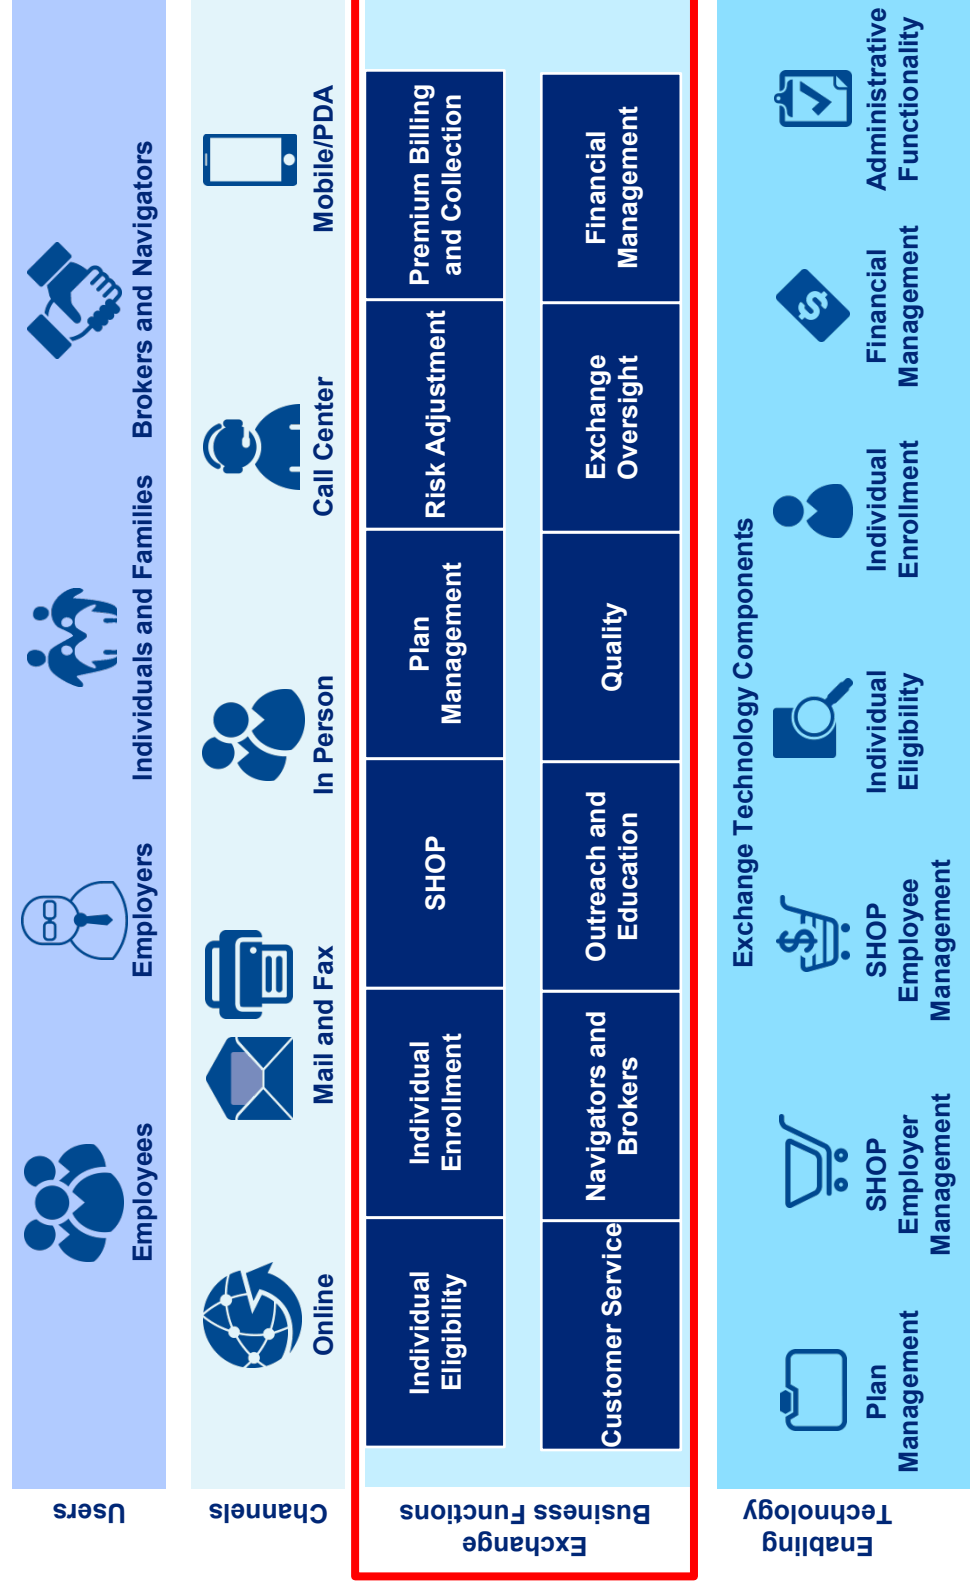 Users
Employees
Employers
Individuals and Families
Brokers and Navigators
Channels
Online
Mail and Fax
In Person
Call Center
Mobile/PDA
Exchange
Business Functions
Individual
Eligibility
Individual
Enrollment
SHOP
Plan
Management
Risk Adjustment
Premium Billing
and Collection
Customer Service
Navigators and
Brokers
Outreach and
Education
Quality
Exchange
Oversight
Financial
Management
Enabling
Technology
Exchange Technology Components
Plan
Management
SHOP
Employer
Management
SHOP
Employee
Management
Individual
Eligibility
Individual
Enrollment
Financial
Management
Administrative
Functionality